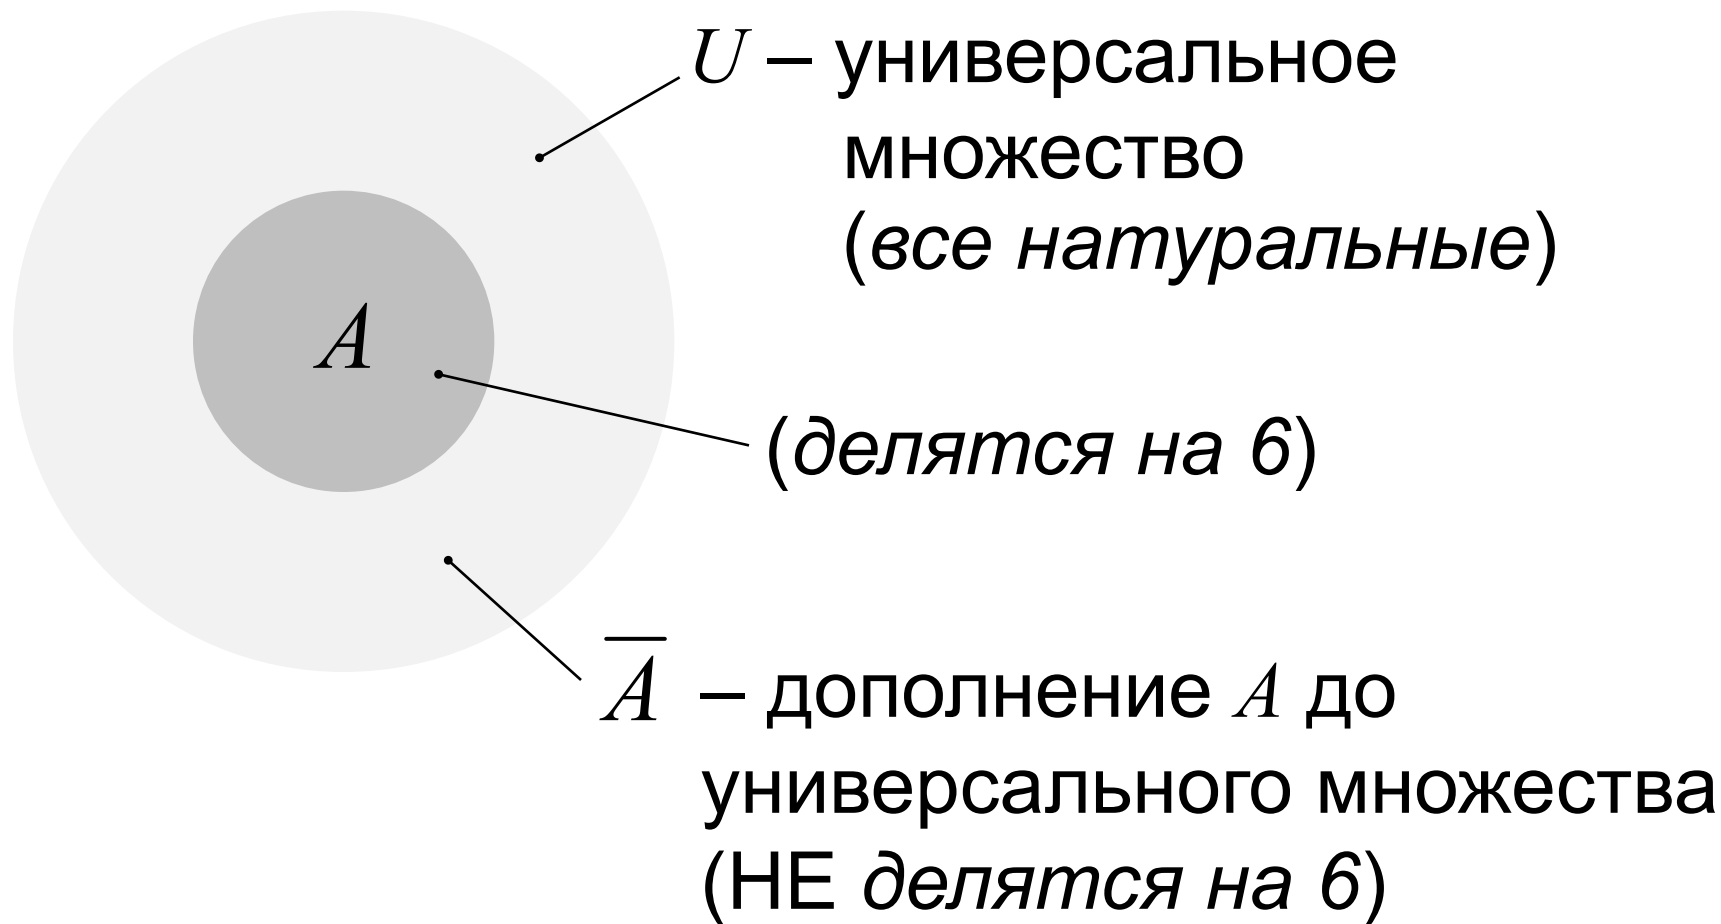 U – универсальное
множество
(все натуральные)
A
(делятся на 6)
A̅ – дополнение A до
универсального множества
(НЕ делятся на 6)